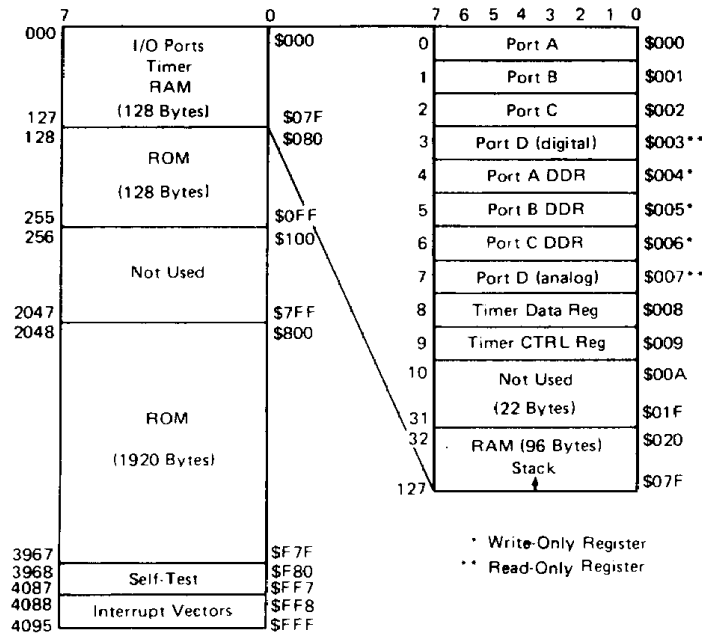 7 0
000 I/O Ports $000
Timer
RAM
127 (128 Bytes) $07F
128 $080
ROM
(128 Bytes)
255 $0FF
256 $100
Not Used
2047 $7FF
2048 $800
ROM
(1920 Bytes)
3967 $F7F
3968 $F80
Self-Test
4087 $FF7
4088 $FF8
Interrupt Vectors
4095 $FFF
7 6 5 4 3 2 1 0
0 Port A $000
1 Port B $001
2 Port C $002
3 Port D (digital) $003**
4 Port A DDR $004*
5 Port B DDR $005*
6 Port C DDR $006*
7 Port D (analog) $007**
8 Timer Data Reg $008
9 Timer CTRL Reg $009
10 Not Used $00A
31 (22 Bytes) $01F
32 RAM (96 Bytes) $020
Stack
127 $07F
* Write-Only Register
** Read-Only Register